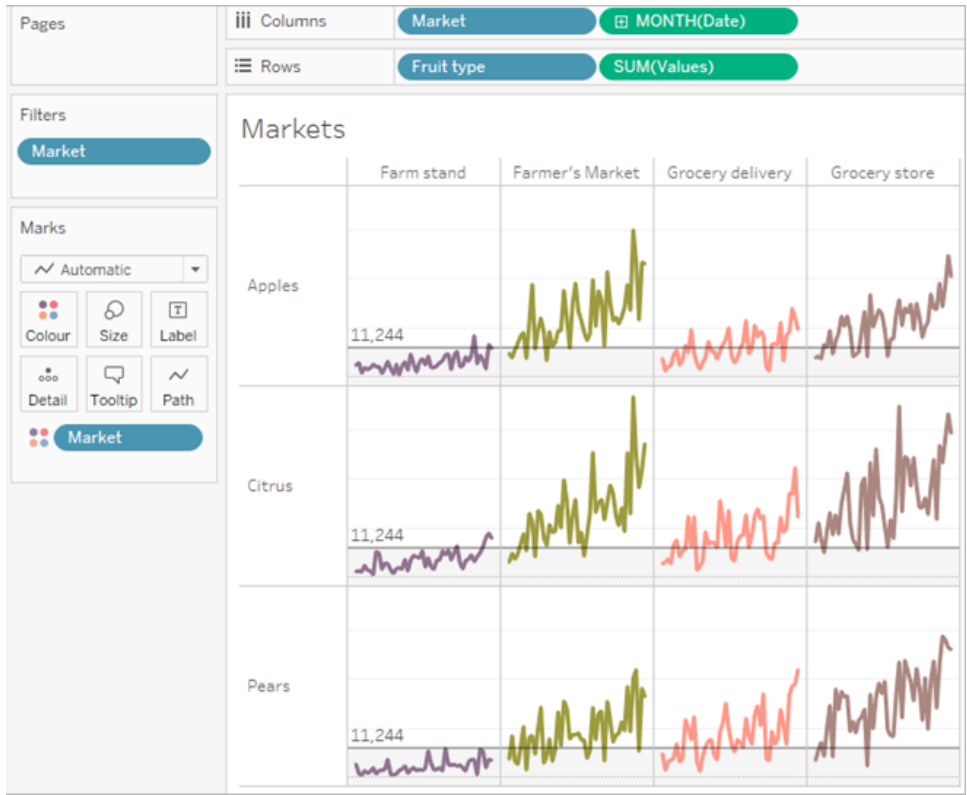 Pages
Columns
Market
MONTH(Date)
Rows
Fruit type
SUM(Values)
Filters
Market
Marks
Automatic
Colour
Size
Label
Detail
Tooltip
Path
Market
Markets
Farm stand
Farmer's Market
Grocery delivery
Grocery store
Apples
11,244
Citrus
11,244
Pears
11,244